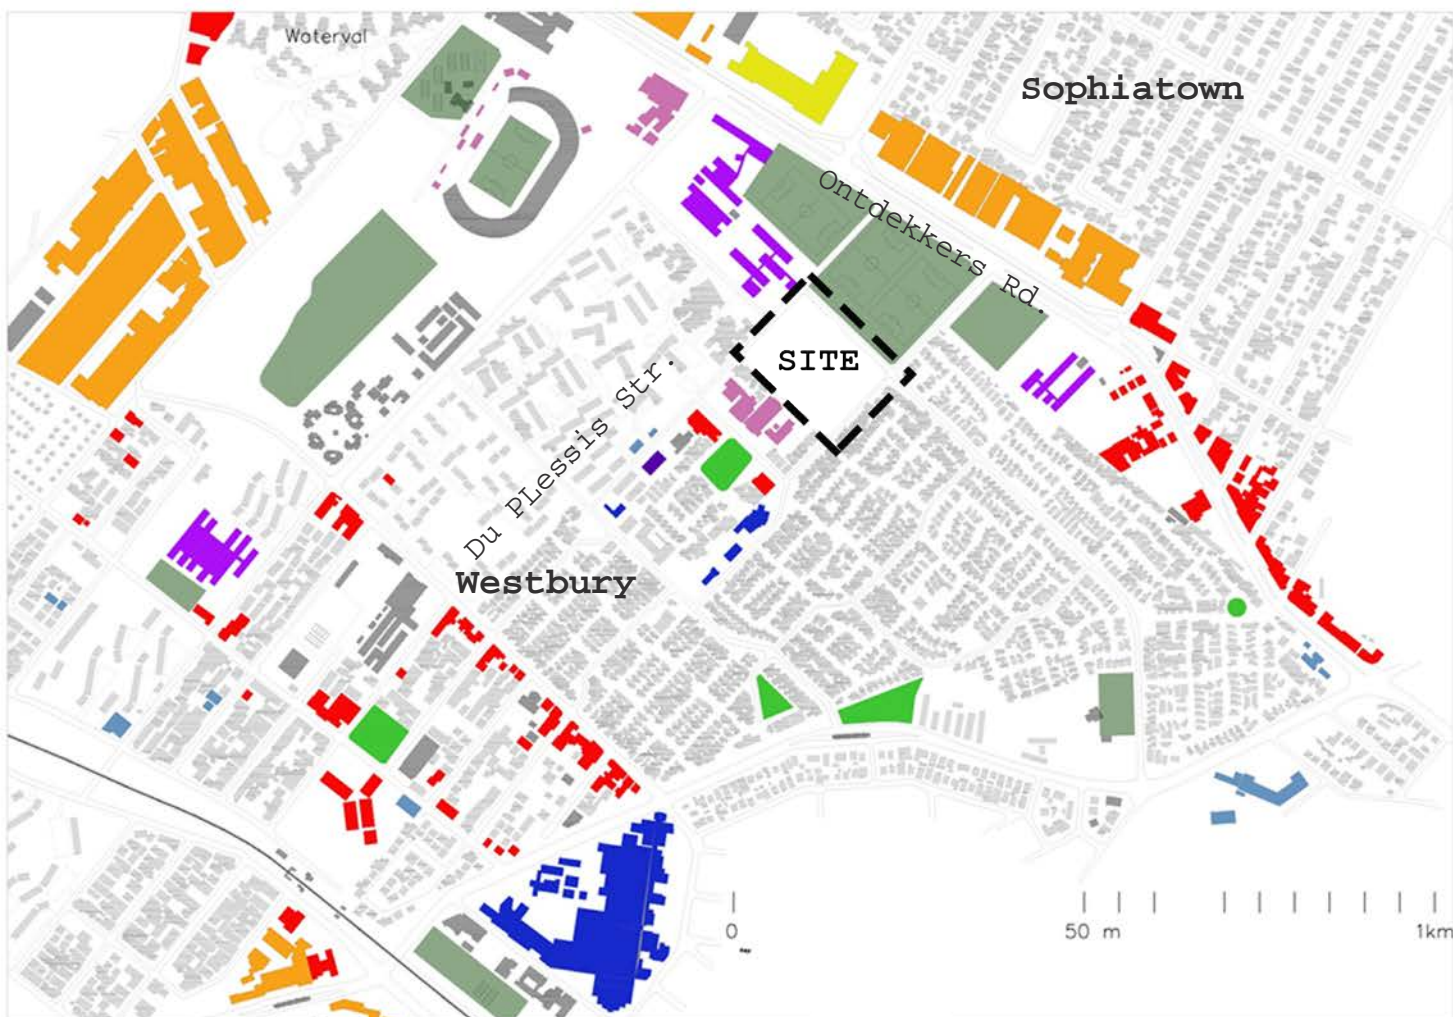 Waterval
Sophiatown
Ontdekkers Rd.
SITE
Du PLessis Str.
Westbury
0
50 m
1km